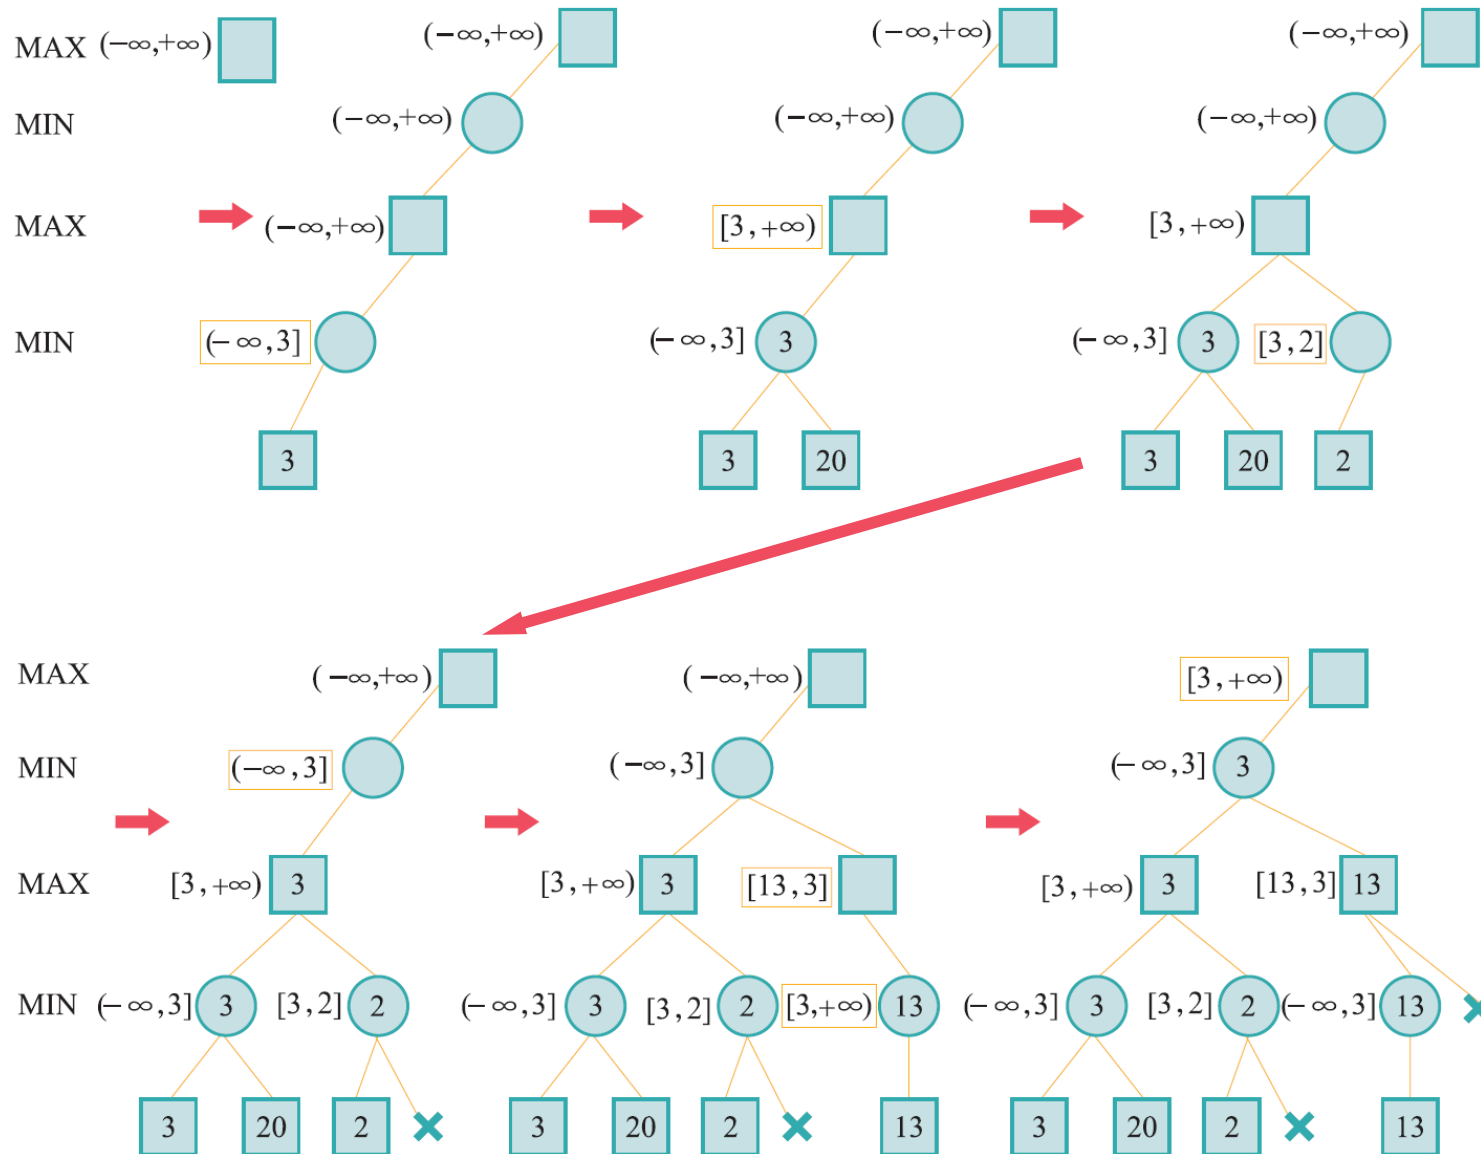 MAX (−∞,+∞) (−∞,+∞) (−∞,+∞) (−∞,+∞)
MIN (−∞,+∞) (−∞,+∞) (−∞,+∞)
MAX (−∞,+∞) [3,+∞) [3,+∞)
MIN (−∞,3] (−∞,3] 3 (−∞,3] 3 [3,2]
3 3 20 3 20 2
MAX (−∞,+∞) (−∞,+∞) [3,+∞)
MIN (−∞,3] (−∞,3] (−∞,3] 3
MAX [3,+∞) 3 [3,+∞) 3 [13,3] [3,+∞) 3 [13,3] 13
MIN (−∞,3] 3 [3,2] 2 (−∞,3] 3 [3,2] 2 [3,+∞) 13 (−∞,3] 3 [3,2] 2 (−∞,3] 13
3 20 2 3 20 2 13 3 20 2 13